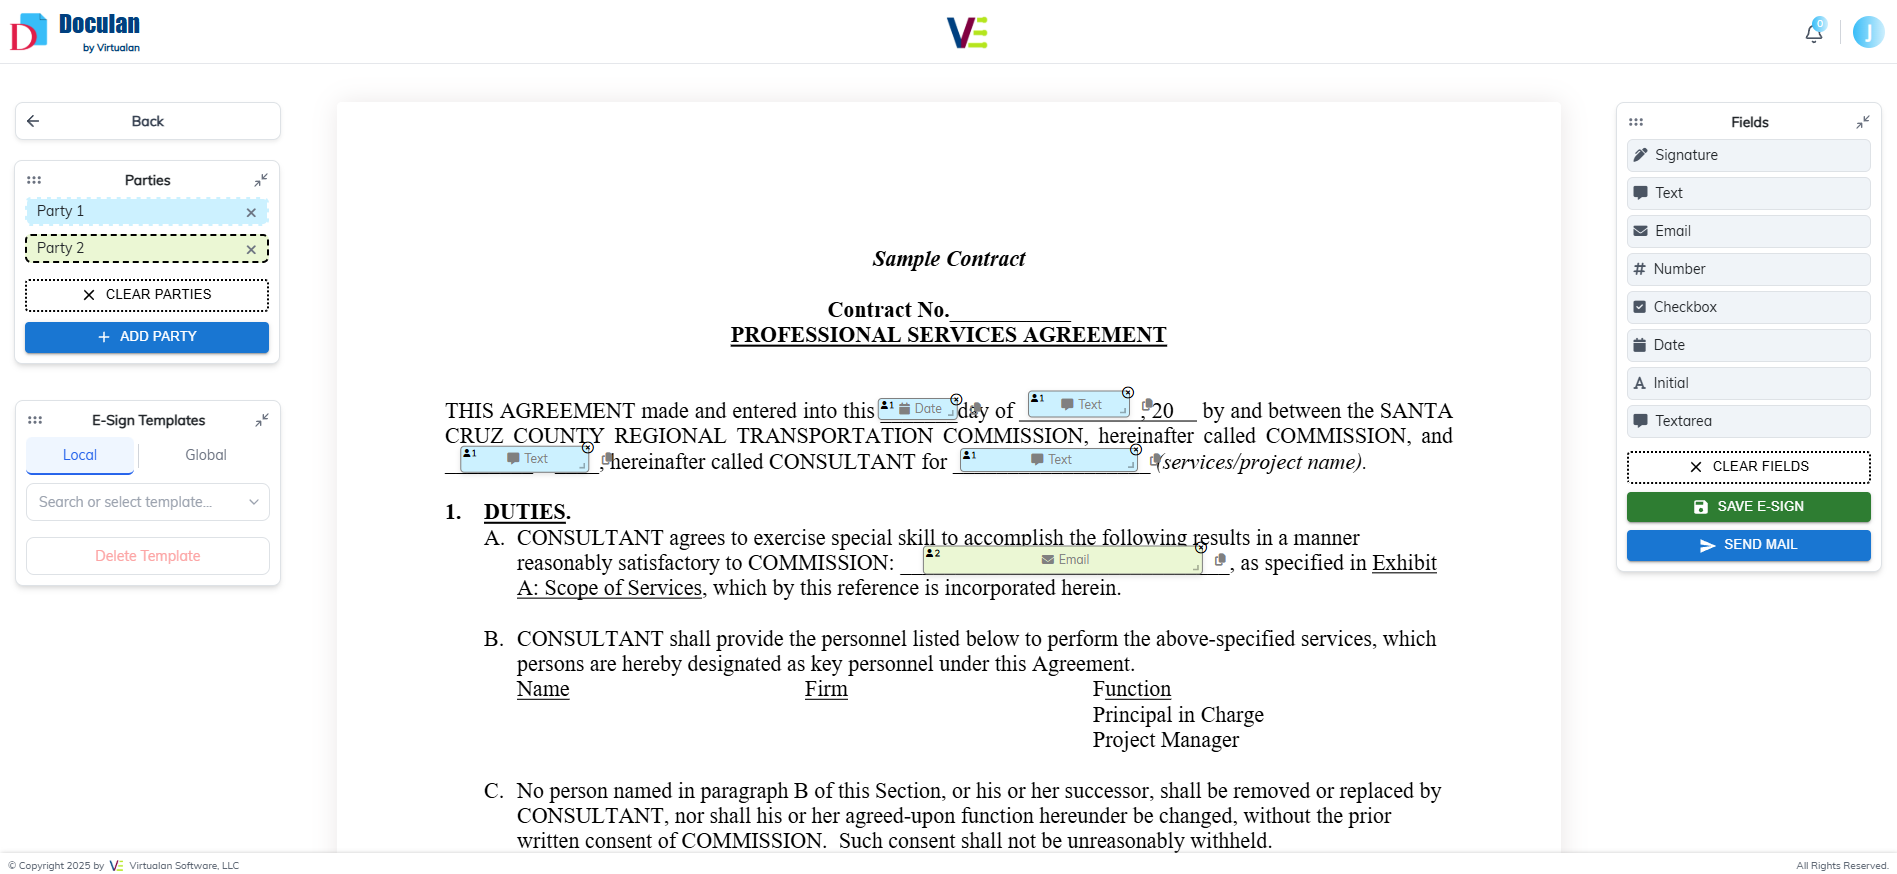 Doculan
by Virtualan
0
J
Back
Parties
Party 1
Party 2
CLEAR PARTIES
ADD PARTY
E-Sign Templates
Local
Global
Search or select template...
Delete Template
Sample Contract
Contract No.___________
PROFESSIONAL SERVICES AGREEMENT
THIS AGREEMENT made and entered into this 1 Date day of 1 Text , 20__ by and between the SANTA
CRUZ COUNTY REGIONAL TRANSPORTATION COMMISSION, hereinafter called COMMISSION, and
1 Text , hereinafter called CONSULTANT for 1 Text (services/project name).
1. DUTIES.
A. CONSULTANT agrees to exercise special skill to accomplish the following results in a manner
reasonably satisfactory to COMMISSION: 2 Email , as specified in Exhibit
A: Scope of Services, which by this reference is incorporated herein.
B. CONSULTANT shall provide the personnel listed below to perform the above-specified services, which
persons are hereby designated as key personnel under this Agreement.
Name Firm Function
Principal in Charge
Project Manager
C. No person named in paragraph B of this Section, or his or her successor, shall be removed or replaced by
CONSULTANT, nor shall his or her agreed-upon function hereunder be changed, without the prior
written consent of COMMISSION. Such consent shall not be unreasonably withheld.
Fields
Signature
Text
Email
Number
Checkbox
Date
Initial
Textarea
CLEAR FIELDS
SAVE E-SIGN
SEND MAIL
© Copyright 2025 by VE Virtualan Software, LLC
All Rights Reserved.